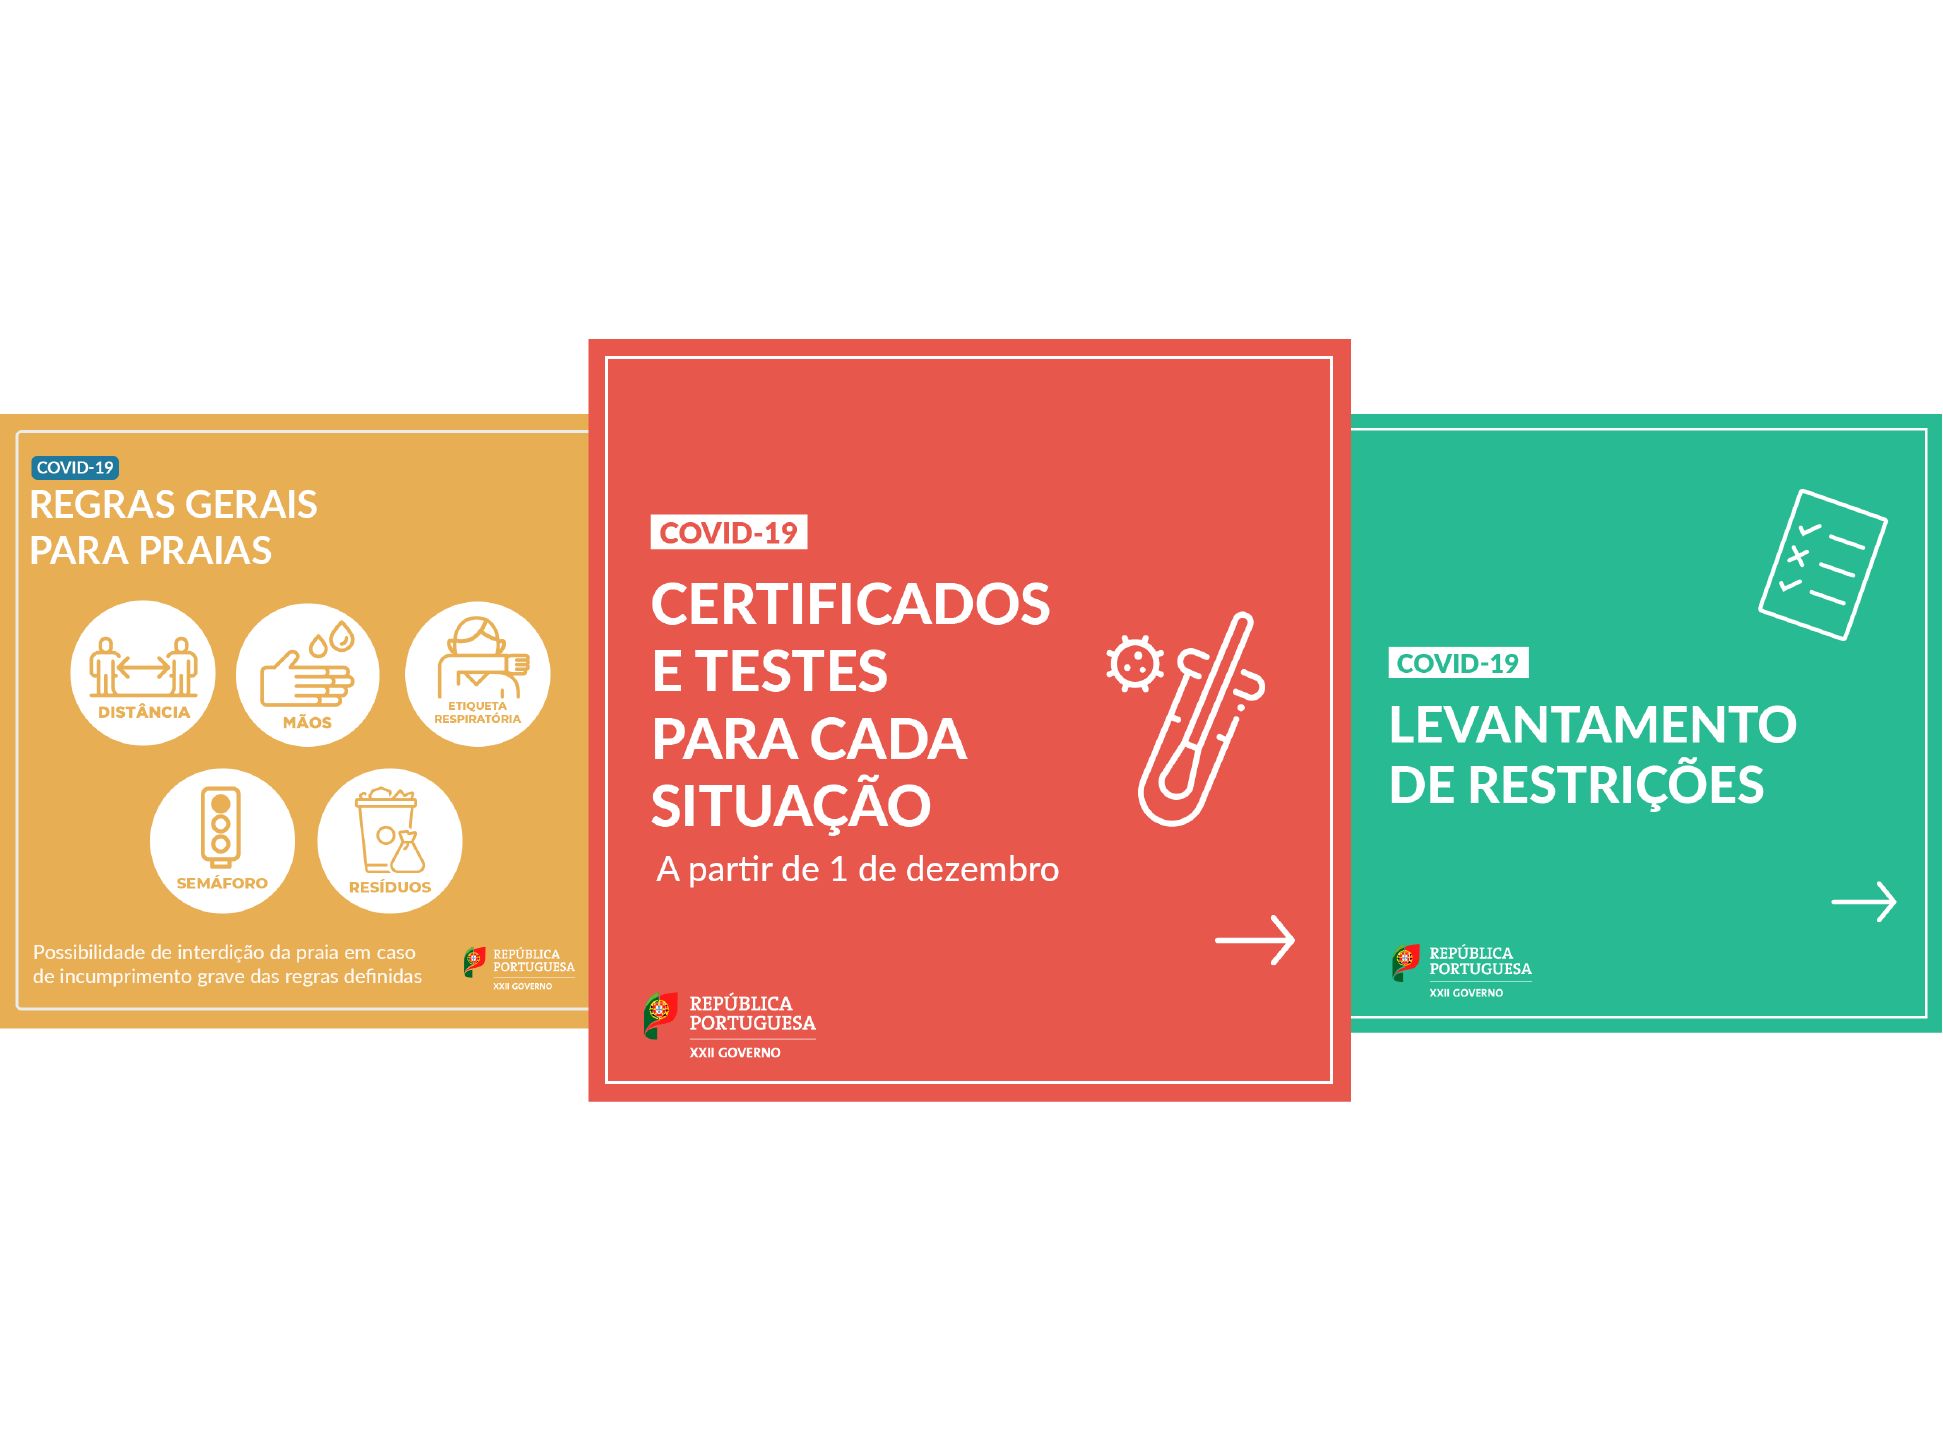 COVID-19
REGRAS GERAIS
PARA PRAIAS
DISTÂNCIA
MÃOS
ETIQUETA
RESPIRATÓRIA
SEMÁFORO
RESÍDUOS
Possibilidade de interdição da praia em caso
de incumprimento grave das regras definidas
REPÚBLICA
PORTUGUESA
XXII GOVERNO
COVID-19
CERTIFICADOS
E TESTES
PARA CADA
SITUAÇÃO
A partir de 1 de dezembro
REPÚBLICA
PORTUGUESA
XXII GOVERNO
COVID-19
LEVANTAMENTO
DE RESTRIÇÕES
REPÚBLICA
PORTUGUESA
XXII GOVERNO